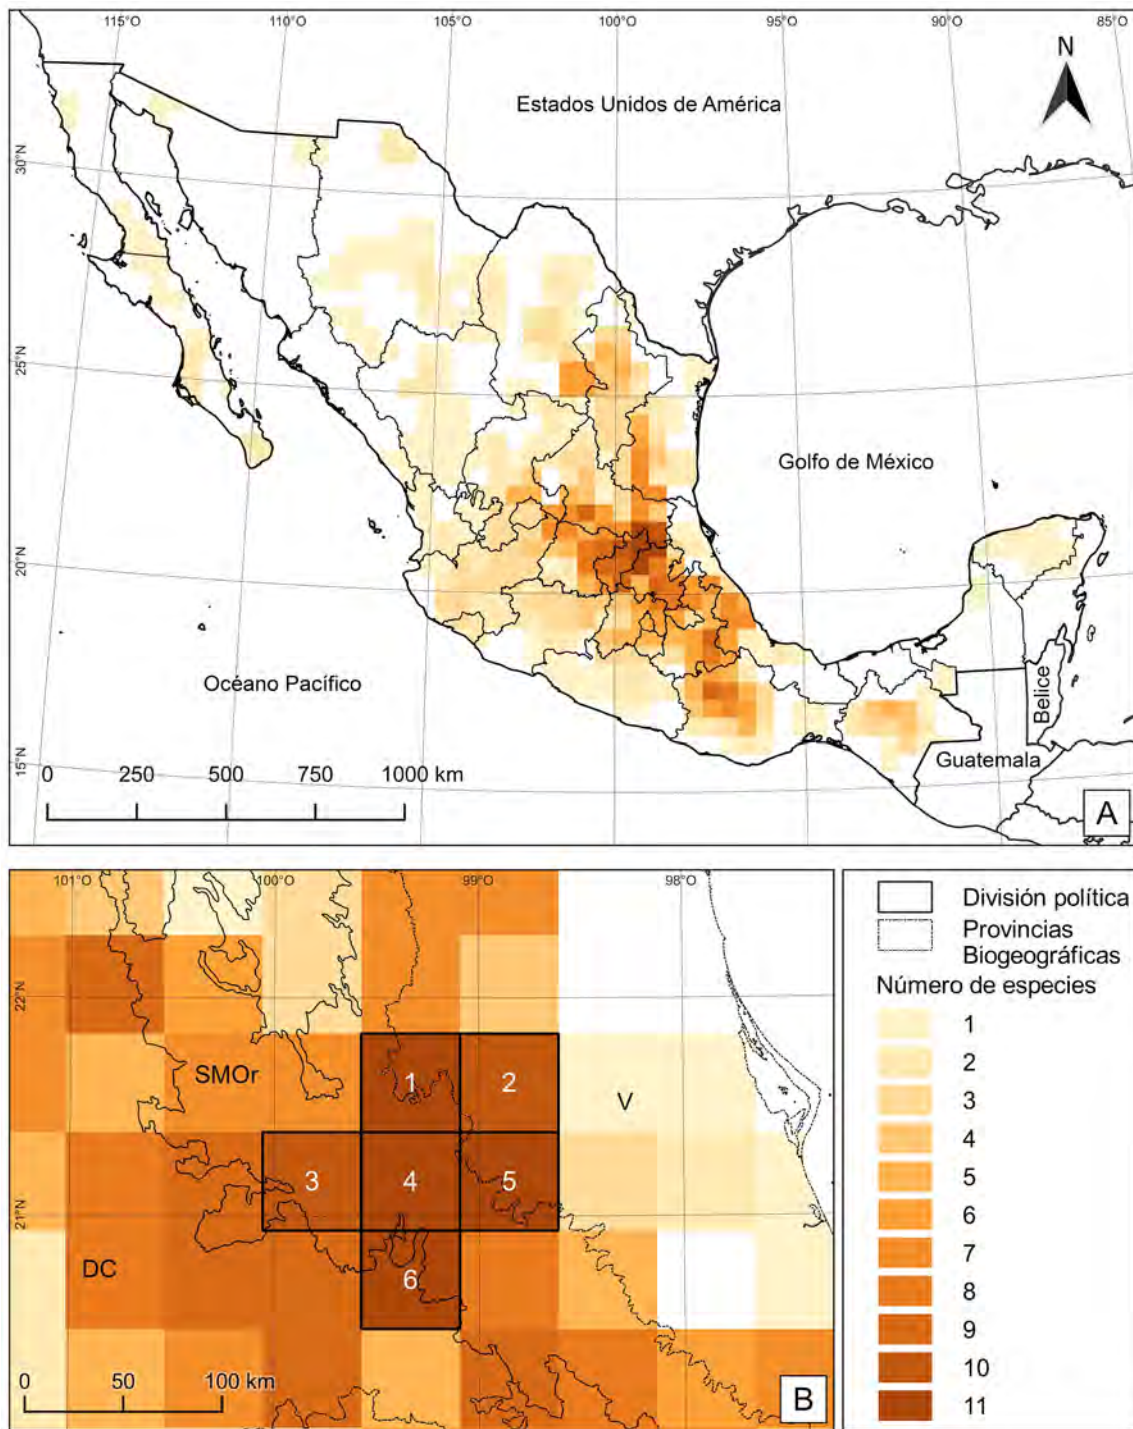 115°O
110°O
105°O
100°O
95°O
90°O
85°O
N
Estados Unidos de América
30°N
25°N
Golfo de México
20°N
Océano Pacífico
Belice
15°N
Guatemala
0
250
500
750
1000 km
A
101°O
100°O
99°O
98°O
22°N
SMOr
1
2
V
3
4
5
21°N
DC
6
0
50
100 km
B
División política
Provincias
Biogeográficas
Número de especies
1
2
3
4
5
6
7
8
9
10
11